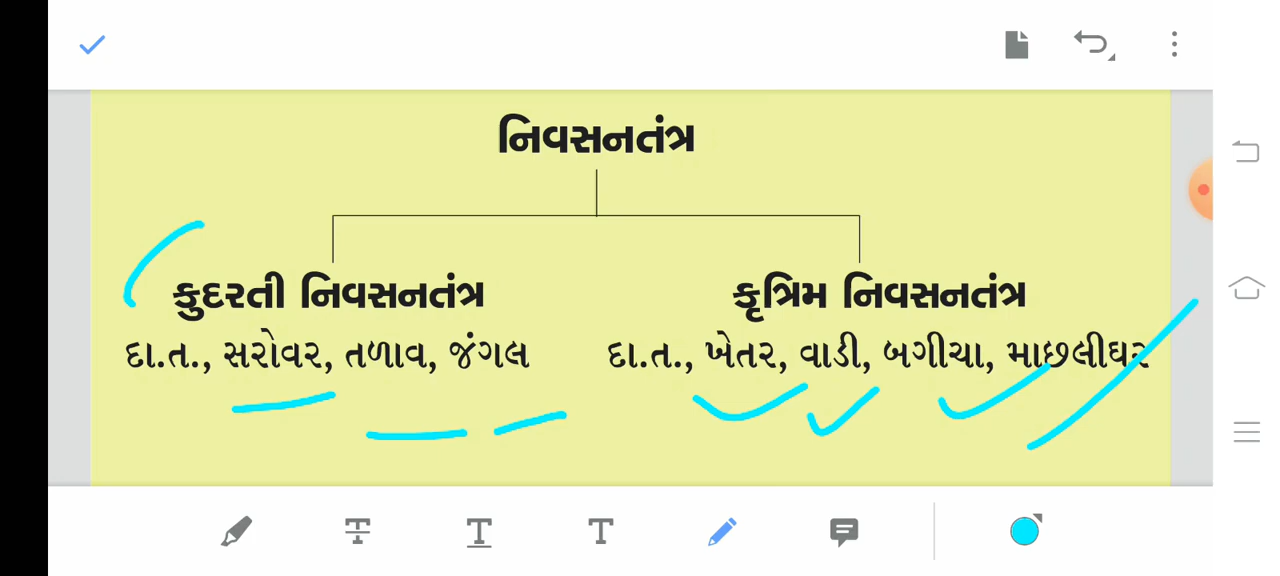 નિવસનતંત્ર
કુદરતી નિવસનતંત્ર
દા.ત., સરોવર, તળાવ, જંગલ
કૃત્રિમ નિવસનતંત્ર
દા.ત., ખેતર, વાડી, બગીચા, માછલીઘર